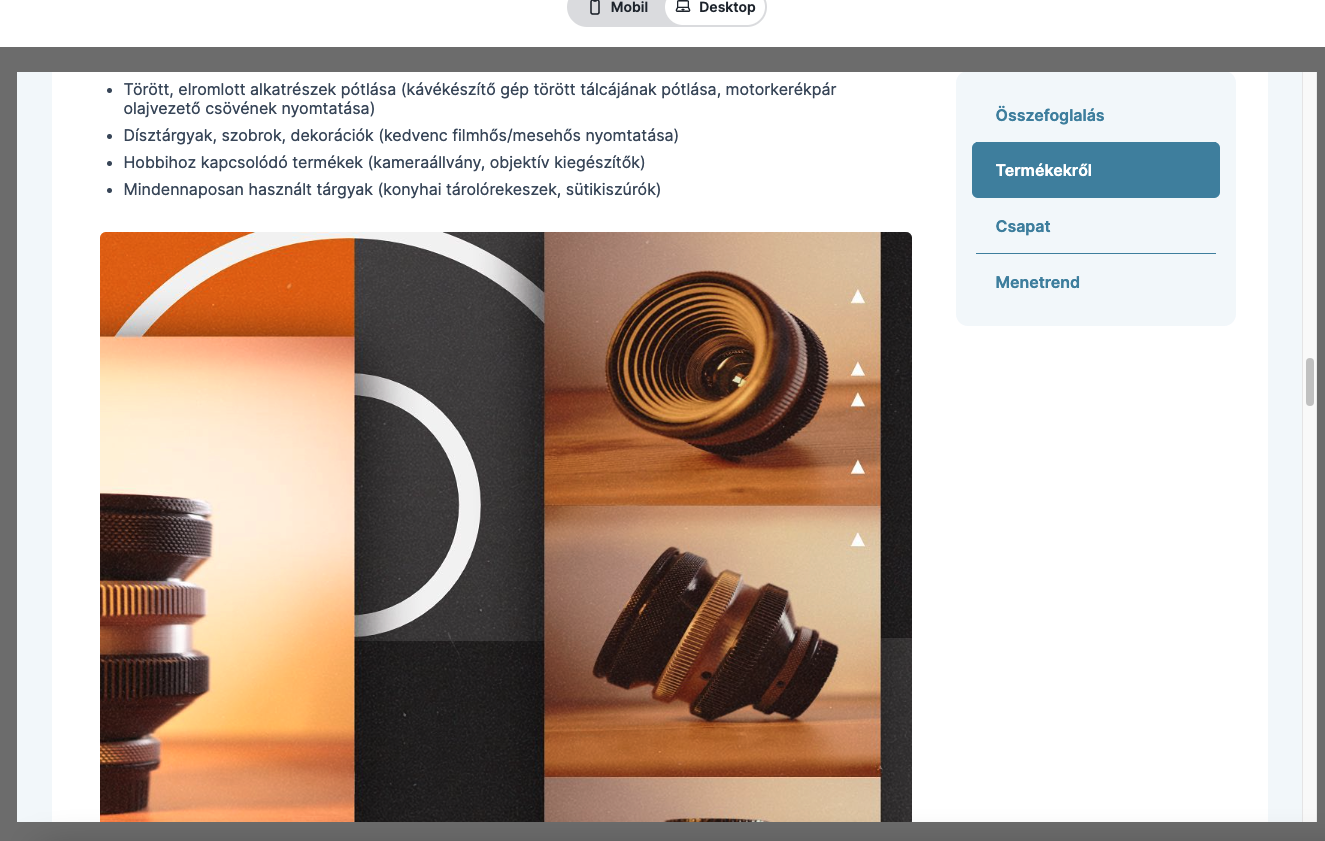 Mobil
Desktop
Törött, elromlott alkatrészek pótlása (kávékészítő gép törött tálcájának pótlása, motorkerékpár
olajvezető csövének nyomtatása)
Dísztárgyak, szobrok, dekorációk (kedvenc filmhős/mesehős nyomtatása)
Hobbihoz kapcsolódó termékek (kameraállvány, objektív kiegészítők)
Mindennaposan használt tárgyak (konyhai tárolórekeszek, sütikiszúrók)
Összefoglalás
Termékekről
Csapat
Menetrend